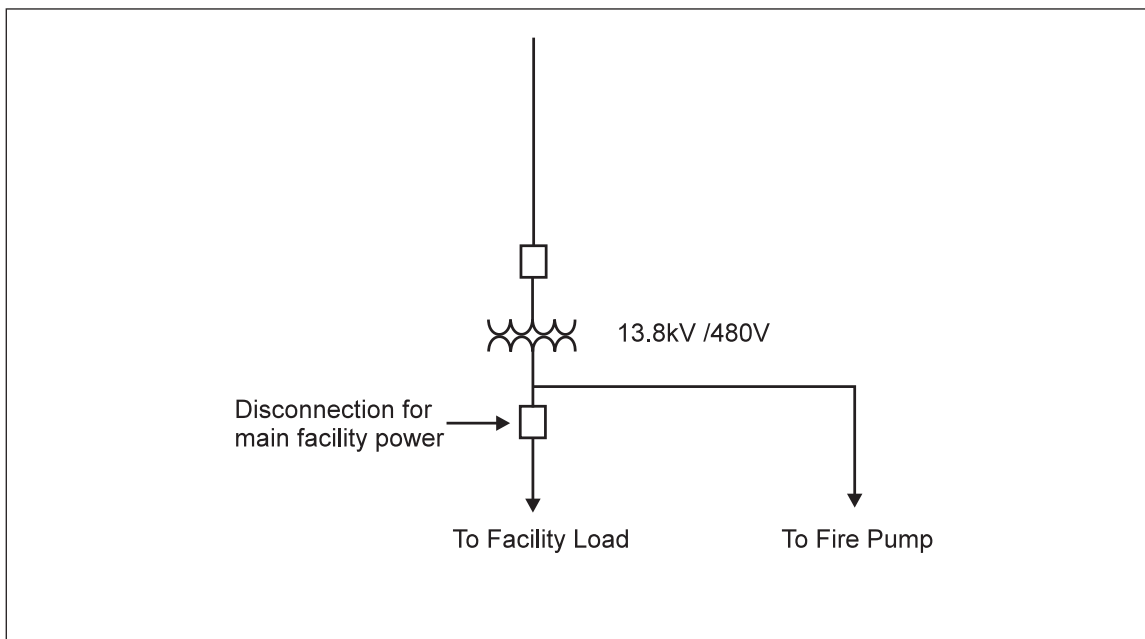 13.8kV /480V
Disconnection for
main facility power
To Facility Load
To Fire Pump